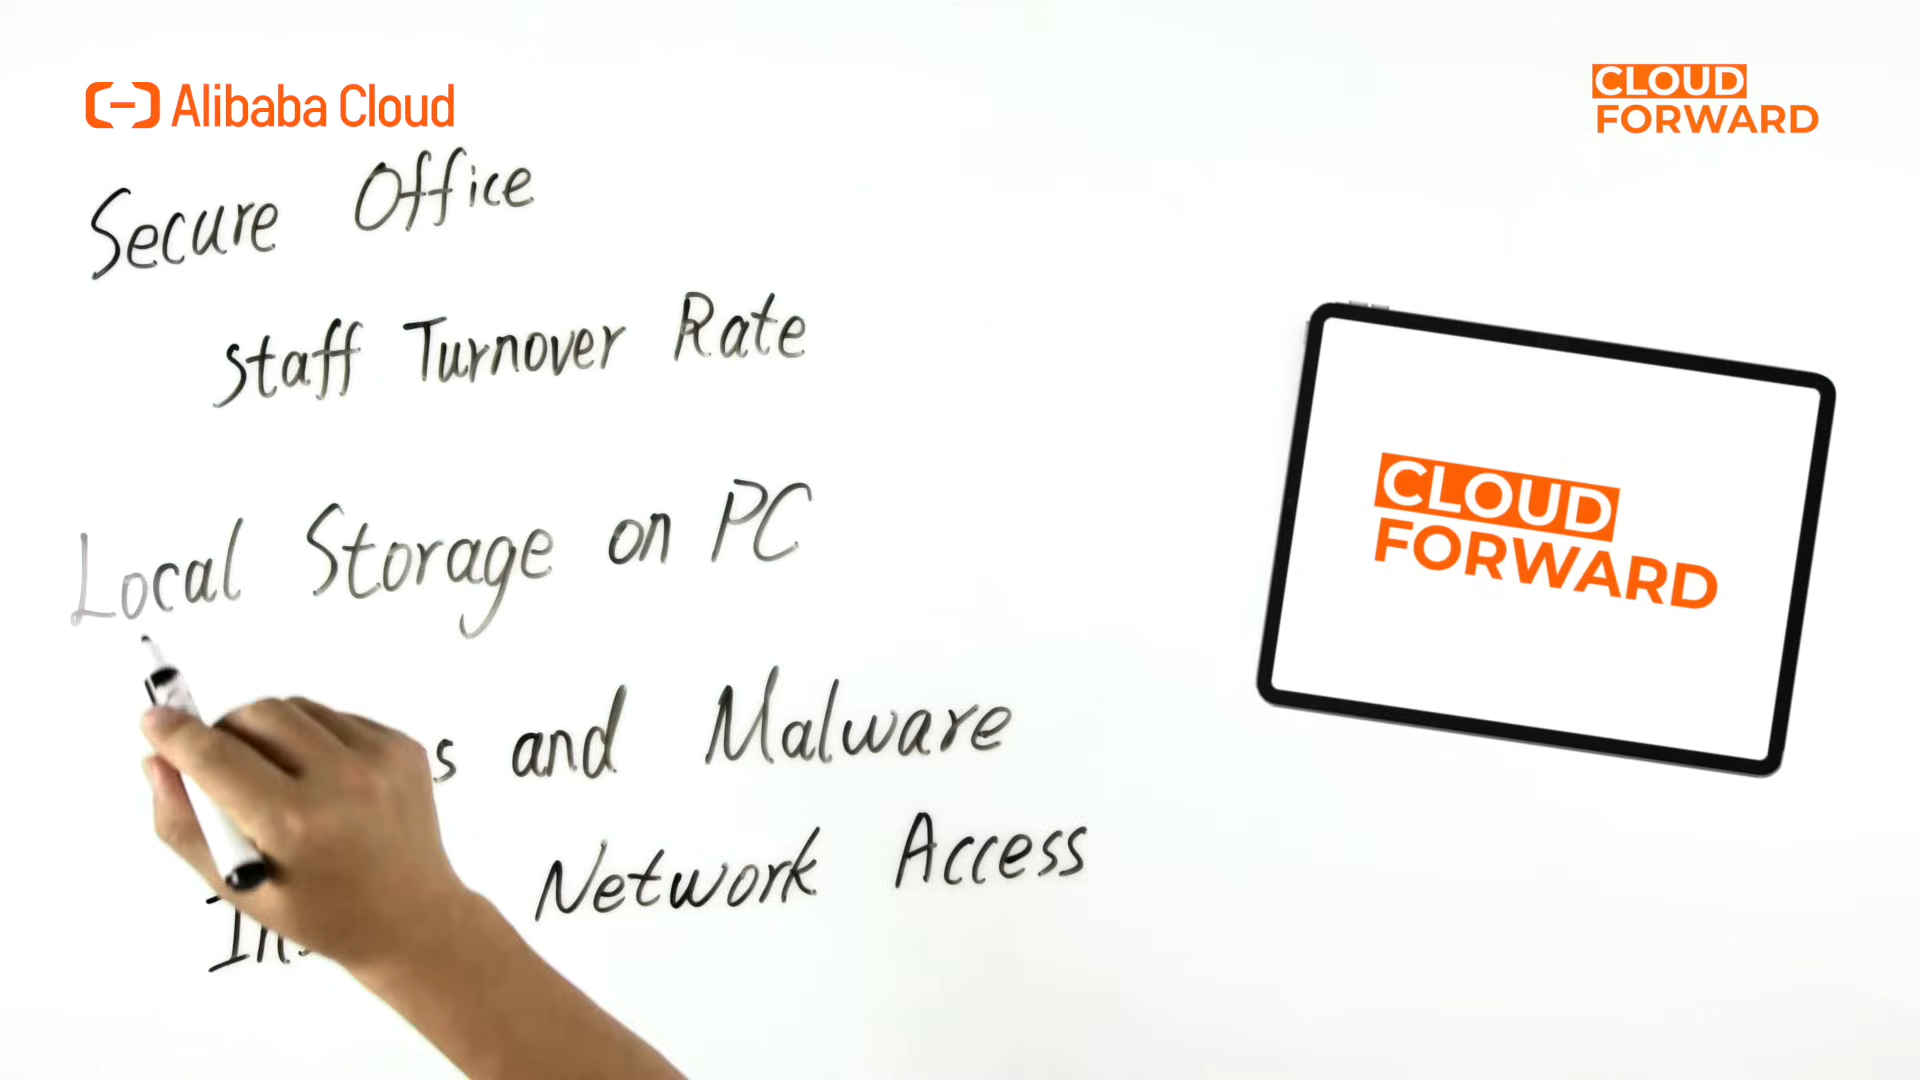 Alibaba Cloud
CLOUD
FORWARD
Secure Office
Staff Turnover Rate
Local Storage on PC
and Malware
Network Access
CLOUD
FORWARD